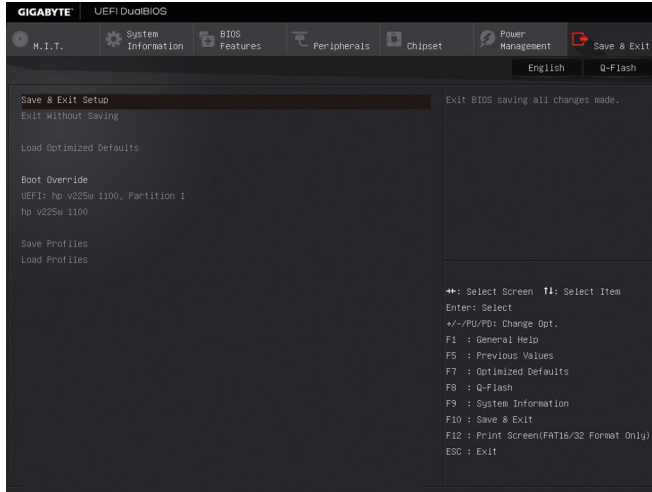 GIGABYTE™ UEFI DualBIOS
M.I.T.
System
Information
BIOS
Features
Peripherals
Chipset
Power
Management
Save & Exit
English
Q-Flash
Save & Exit Setup
Exit Without Saving
Load Optimized Defaults
Boot Override
UEFI: hp v225w 1100, Partition 1
hp v225w 1100
Save Profiles
Load Profiles
Exit BIOS saving all changes made.
→←: Select Screen ↑↓: Select Item
Enter: Select
+/-/PU/PD: Change Opt.
F1 : General Help
F5 : Previous Values
F7 : Optimized Defaults
F8 : Q-Flash
F9 : System Information
F10 : Save & Exit
F12 : Print Screen(FAT16/32 Format Only)
ESC : Exit